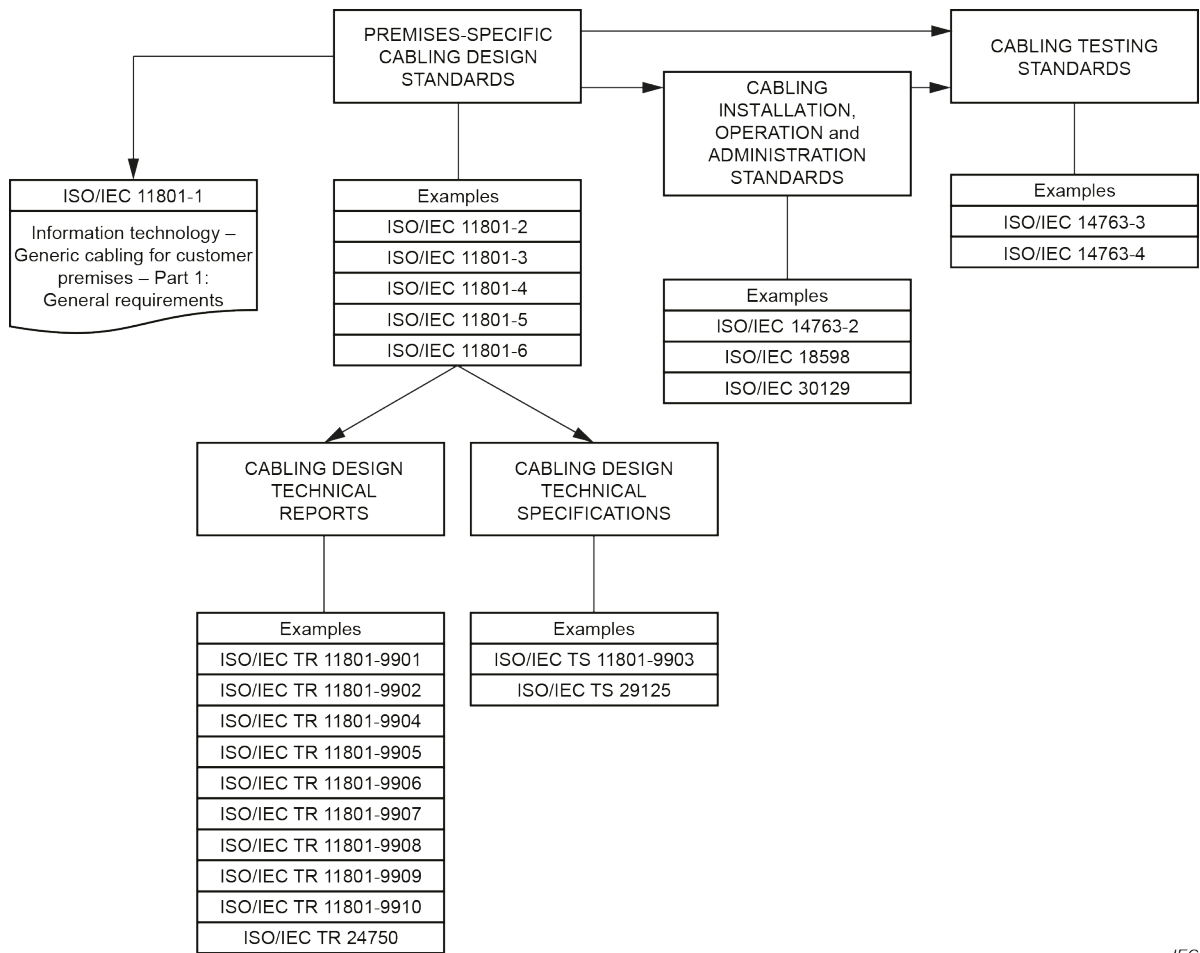 PREMISES-SPECIFIC
CABLING DESIGN
STANDARDS
CABLING TESTING
STANDARDS
CABLING
INSTALLATION,
OPERATION and
ADMINISTRATION
STANDARDS
ISO/IEC 11801-1
Information technology –
Generic cabling for customer
premises – Part 1:
General requirements
Examples
ISO/IEC 11801-2
ISO/IEC 11801-3
ISO/IEC 11801-4
ISO/IEC 11801-5
ISO/IEC 11801-6
Examples
ISO/IEC 14763-2
ISO/IEC 18598
ISO/IEC 30129
Examples
ISO/IEC 14763-3
ISO/IEC 14763-4
CABLING DESIGN
TECHNICAL
REPORTS
CABLING DESIGN
TECHNICAL
SPECIFICATIONS
Examples
ISO/IEC TR 11801-9901
ISO/IEC TR 11801-9902
ISO/IEC TR 11801-9904
ISO/IEC TR 11801-9905
ISO/IEC TR 11801-9906
ISO/IEC TR 11801-9907
ISO/IEC TR 11801-9908
ISO/IEC TR 11801-9909
ISO/IEC TR 11801-9910
ISO/IEC TR 24750
Examples
ISO/IEC TS 11801-9903
ISO/IEC TS 29125